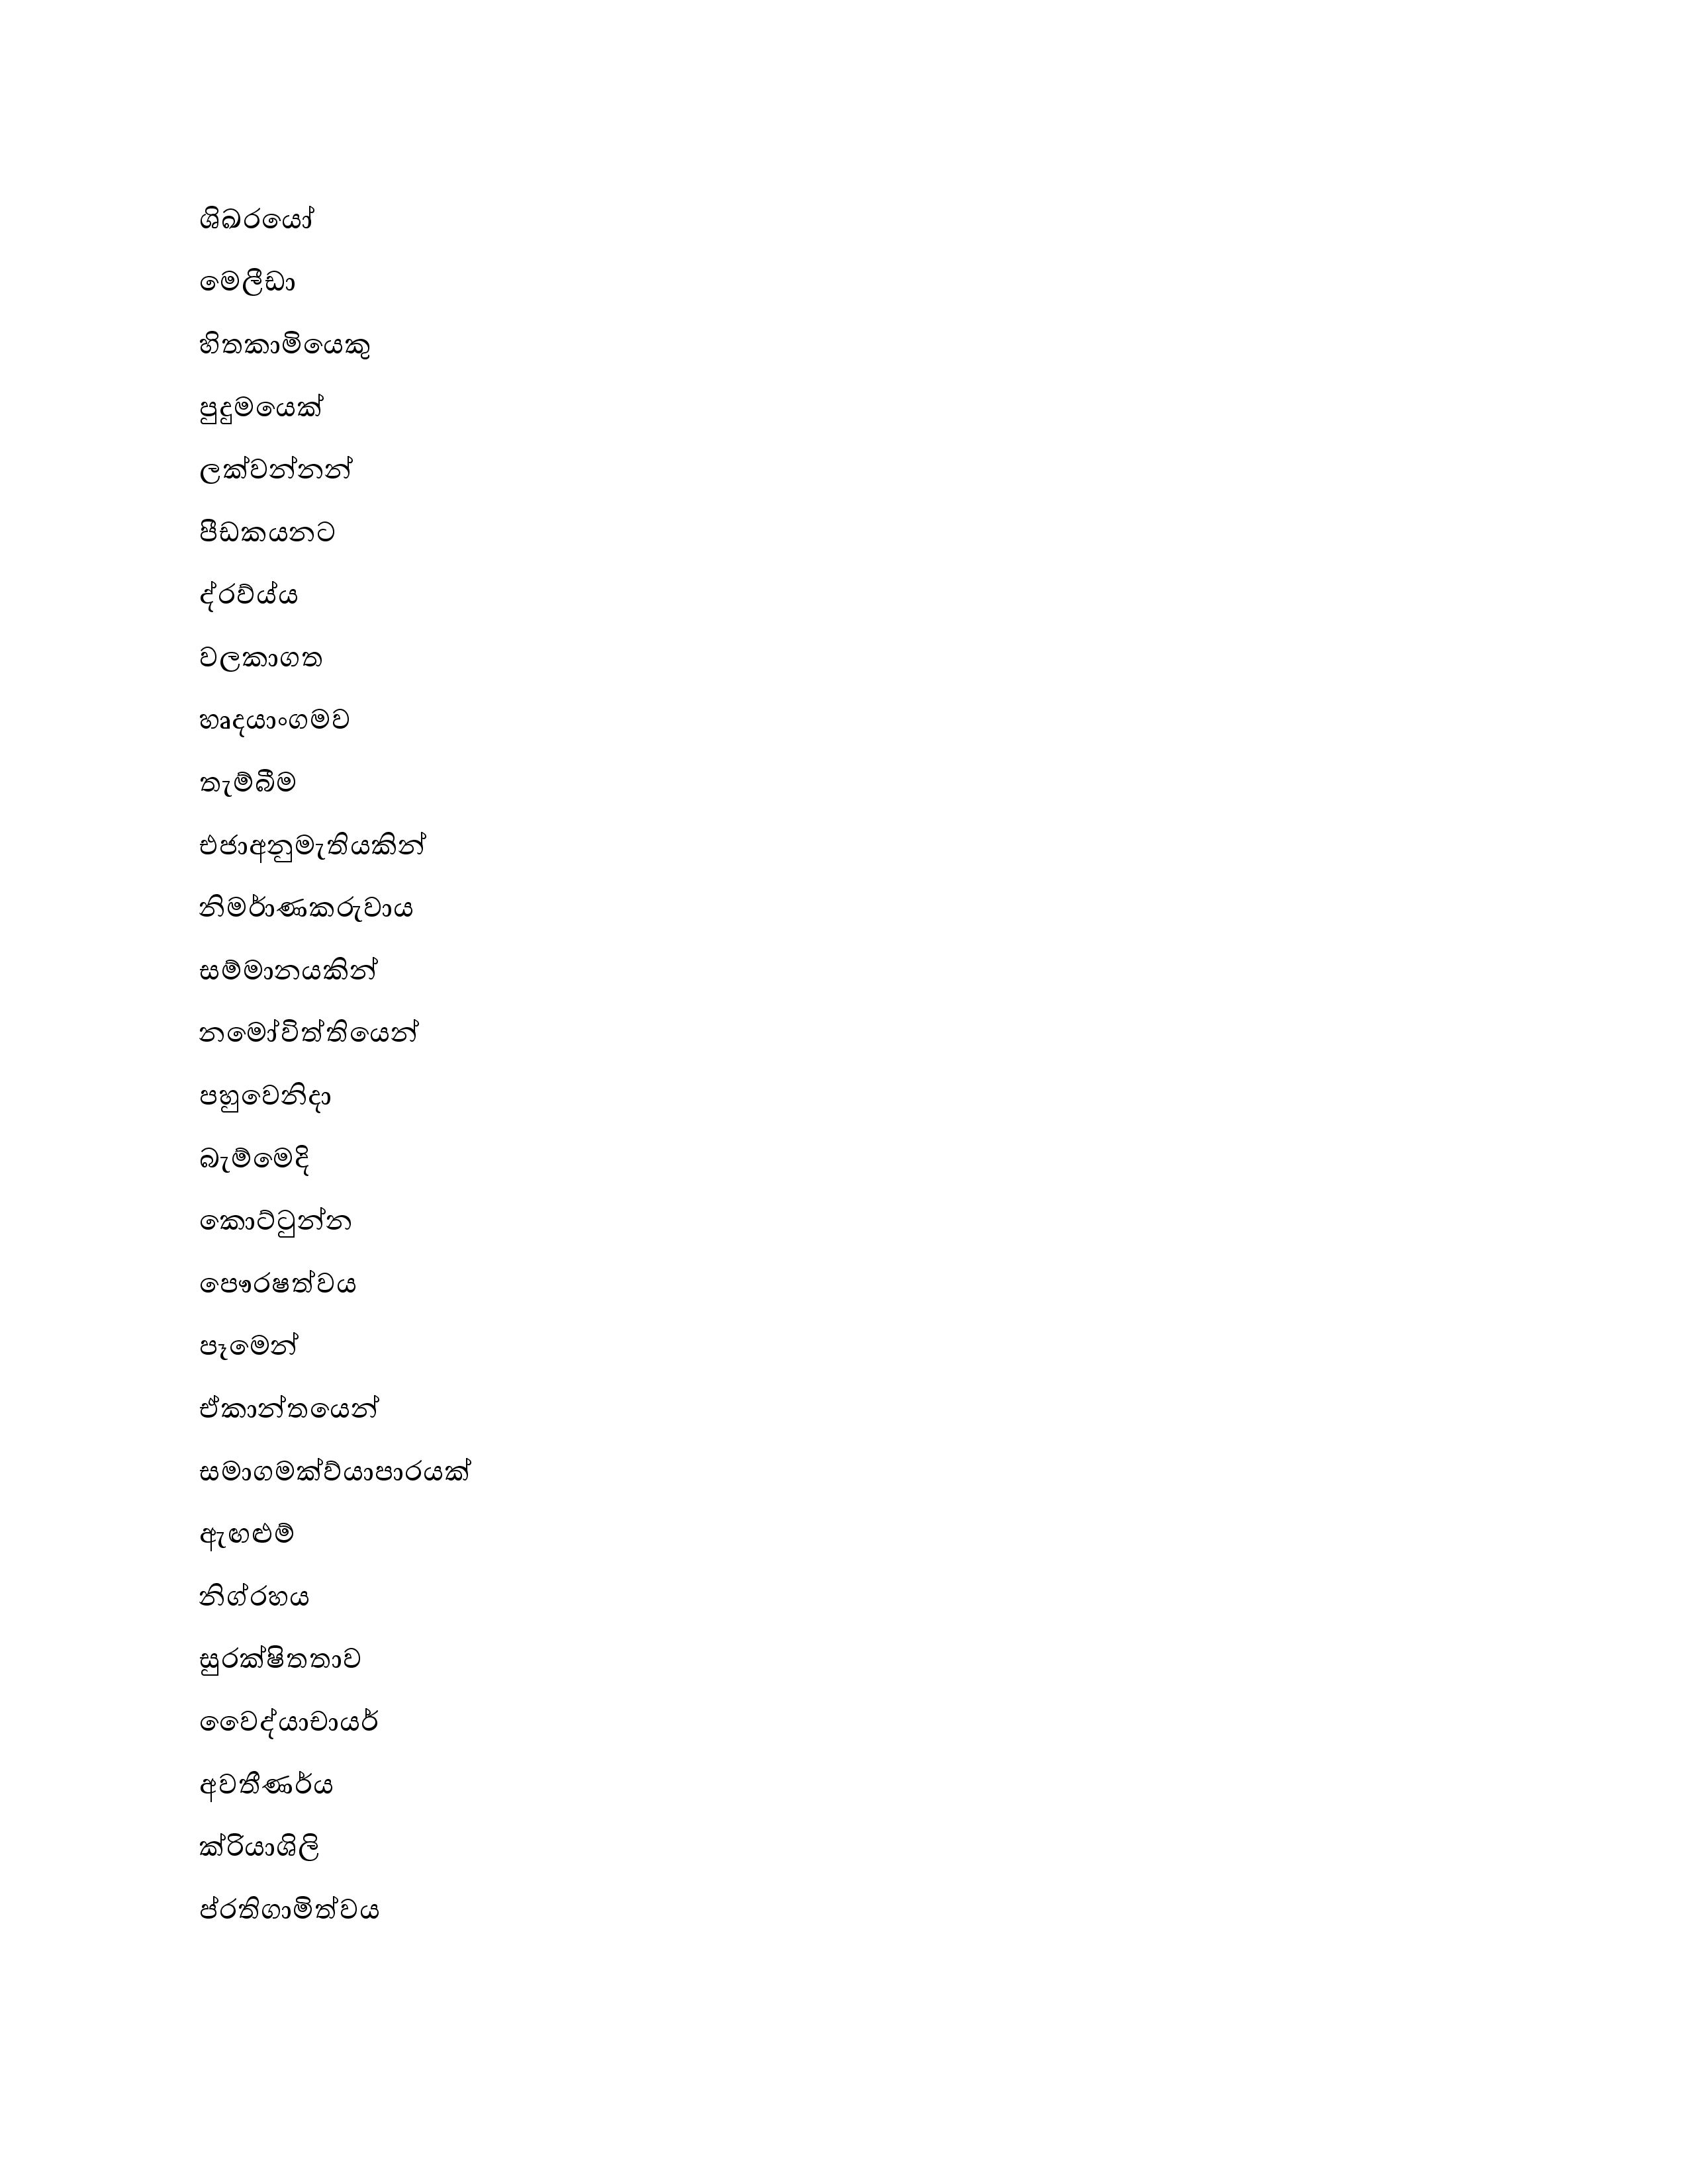 ශිඛරයෝ
මෙලීඩා
හිතකාමියෙකු
පුදුමයෙක්
ලක්වන්නන්
පීඩකයනට
ද්රව්ය්ය
වලකාගත
හෘදයාංගමව
තැම්බීම
එජාඅනුමැතියකින්
නිමර්ාණකරුවාය
සම්මානයකින්
නමෝවිත්තියෙන්
පහුවෙනිදා
බැම්මෙදි
කොට්ටුන්න
පෞරෂත්වය
පෑමෙන්
ඒකාන්තයෙන්
සමාගමක්ව්යාපාරයක්
ඇඟළුම්
නිග්රහය
සුරක්ෂිතතාව
වෛද්යාචායර්
අවතීණර්ය
ක්රියාශිලි
ප්රතිගාමිත්වය